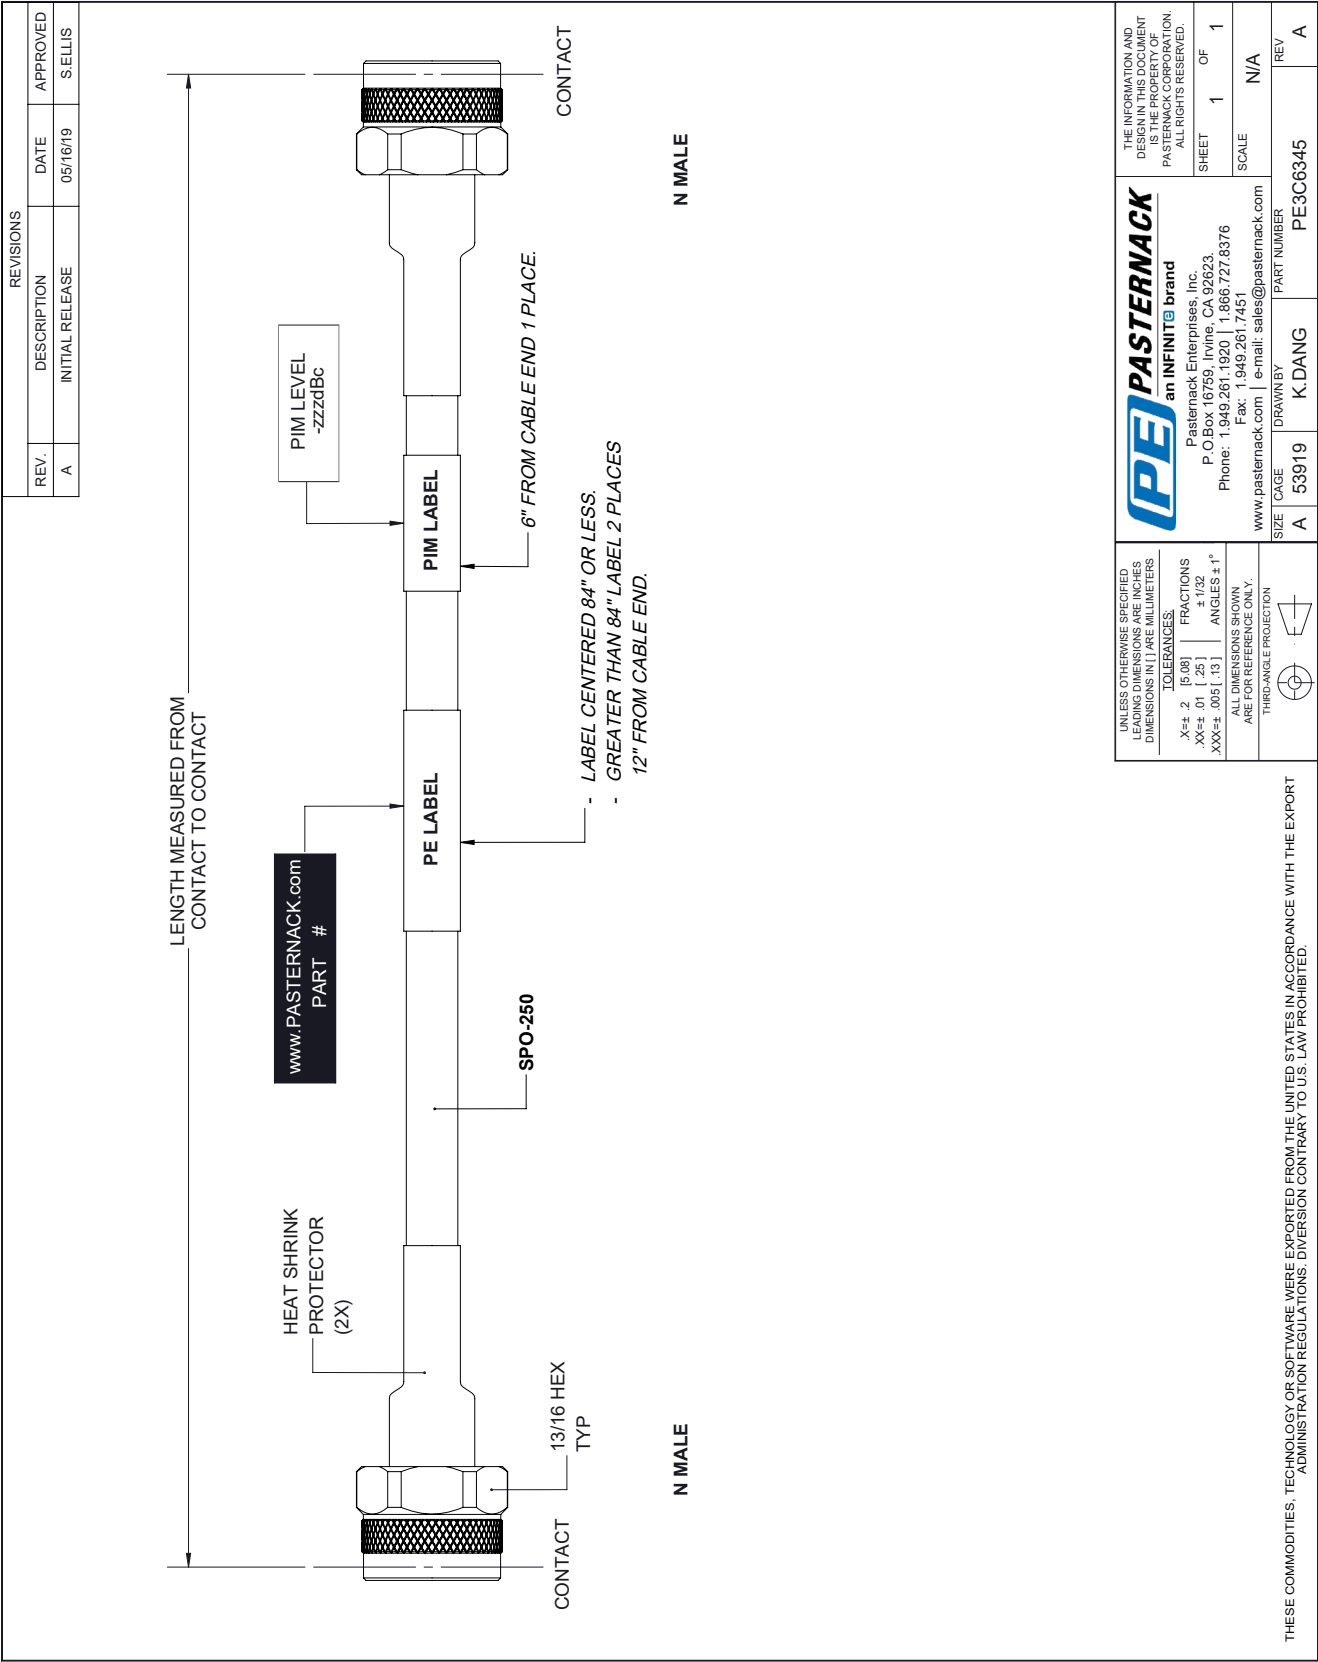 REVISIONS
REV. DESCRIPTION DATE APPROVED
A INITIAL RELEASE 05/16/19 S.ELLIS
LENGTH MEASURED FROM
CONTACT TO CONTACT
www.PASTERNACK.com
PART #
PIM LEVEL
-zzzdBc
HEAT SHRINK
PROTECTOR
(2X)
PE LABEL
PIM LABEL
SPO-250
6" FROM CABLE END 1 PLACE.
- LABEL CENTERED 84" OR LESS.
- GREATER THAN 84" LABEL 2 PLACES
12" FROM CABLE END.
13/16 HEX
TYP
CONTACT
CONTACT
N MALE
N MALE
UNLESS OTHERWISE SPECIFIED
LEADING DIMENSIONS ARE INCHES
DIMENSIONS IN [ ] ARE MILLIMETERS
TOLERANCES:
.X=± .2 [5.08] FRACTIONS
.XX=± .01 [ .25 ] ± 1/32
.XXX=± .005 [ .13 ] ANGLES ± 1°
ALL DIMENSIONS SHOWN
ARE FOR REFERENCE ONLY.
THIRD-ANGLE PROJECTION
PE PASTERNACK
an INFINITe brand
Pasternack Enterprises, Inc.
P.O.Box 16759, Irvine, CA 92623.
Phone: 1.949.261.1920 | 1.866.727.8376
Fax: 1.949.261.7451
www.pasternack.com | e-mail: sales@pasternack.com
THE INFORMATION AND
DESIGN IN THIS DOCUMENT
IS THE PROPERTY OF
PASTERNACK CORPORATION.
ALL RIGHTS RESERVED.
SHEET 1 OF 1
SCALE N/A
SIZE CAGE DRAWN BY PART NUMBER REV
A 53919 K.DANG PE3C6345 A
THESE COMMODITIES, TECHNOLOGY OR SOFTWARE WERE EXPORTED FROM THE UNITED STATES IN ACCORDANCE WITH THE EXPORT
ADMINISTRATION REGULATIONS. DIVERSION CONTRARY TO U.S. LAW PROHIBITED.